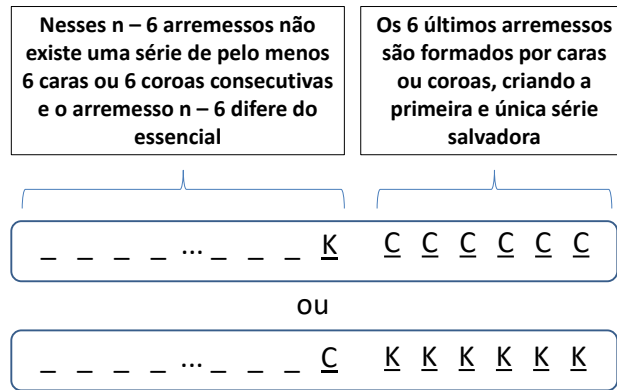 Nesses n – 6 arremessos não
existe uma série de pelo menos
6 caras ou 6 coroas consecutivas
e o arremesso n – 6 difere do
essencial
Os 6 últimos arremessos
são formados por caras
ou coroas, criando a
primeira e única série
salvadora
_ _ _ _ ... _ _ _ K C C C C C C
ou
_ _ _ _ ... _ _ _ C K K K K K K